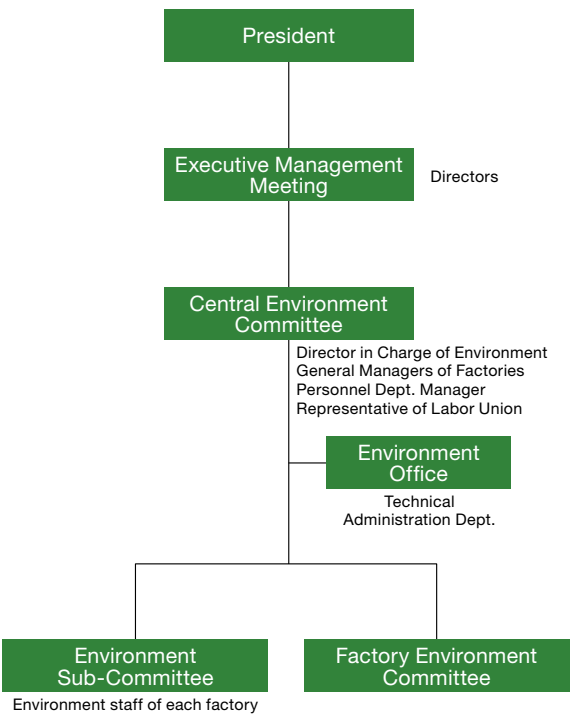 President
Executive Management
Meeting
Directors
Central Environment
Committee
Director in Charge of Environment
General Managers of Factories
Personnel Dept. Manager
Representative of Labor Union
Environment
Office
Technical
Administration Dept.
Environment
Sub-Committee
Environment staff of each factory
Factory Environment
Committee